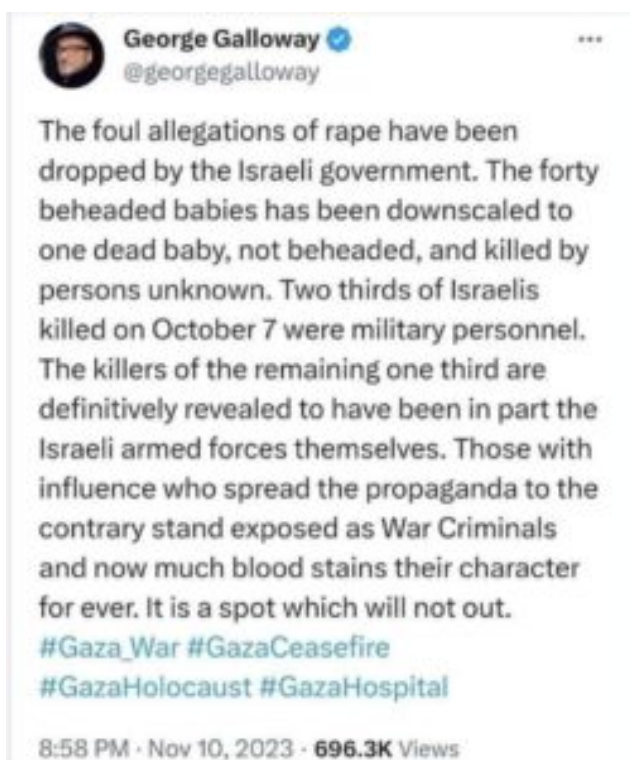 George Galloway
@georgegalloway
The foul allegations of rape have been
dropped by the Israeli government. The forty
beheaded babies has been downscaled to
one dead baby, not beheaded, and killed by
persons unknown. Two thirds of Israelis
killed on October 7 were military personnel.
The killers of the remaining one third are
definitively revealed to have been in part the
Israeli armed forces themselves. Those with
influence who spread the propaganda to the
contrary stand exposed as War Criminals
and now much blood stains their character
for ever. It is a spot which will not out.
#Gaza_War #GazaCeasefire
#GazaHolocaust #GazaHospital
8:58 PM · Nov 10, 2023 · 696.3K Views